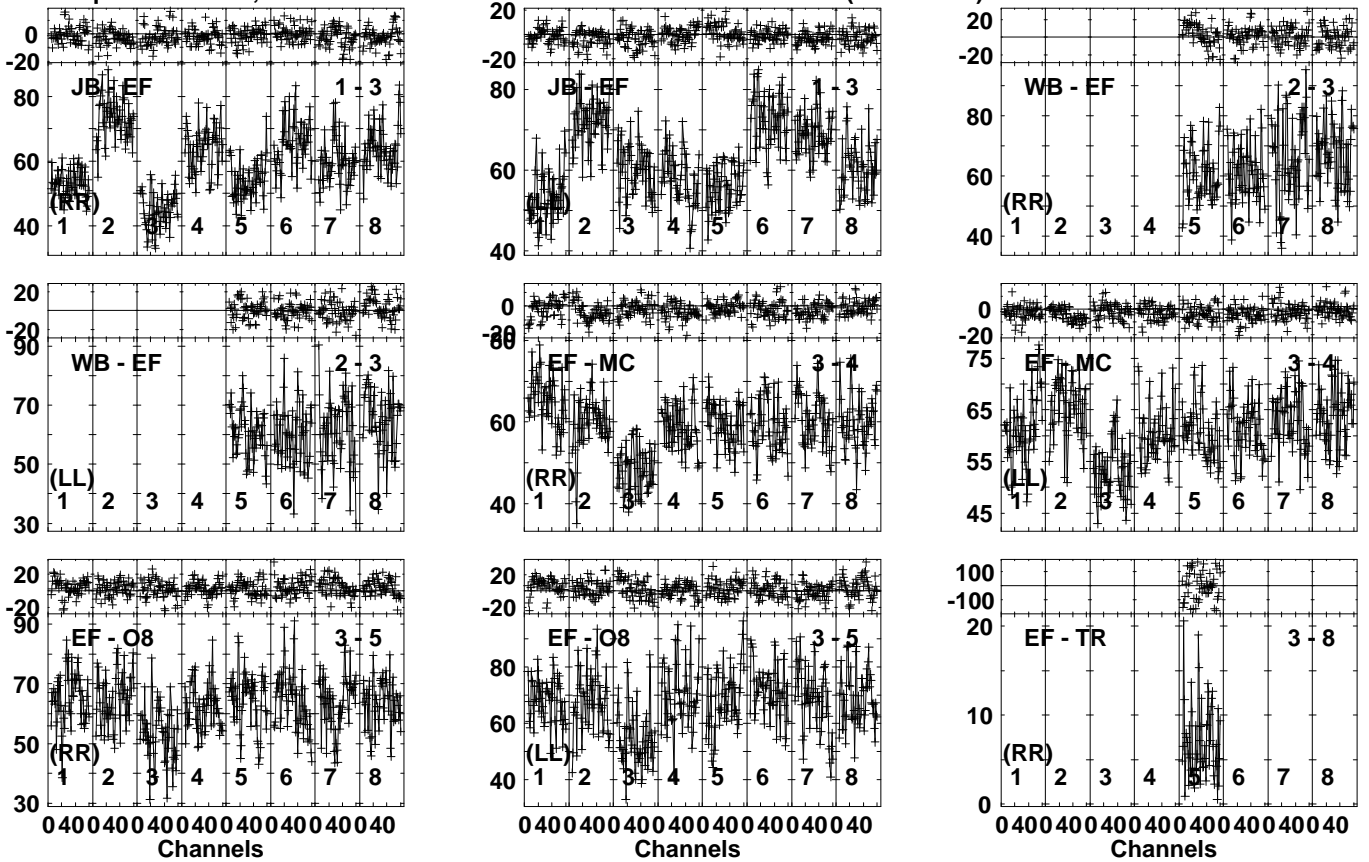 20 0 -20
JB - EF 1 - 3
80 60 40
(RR)
1 2 3 4 5 6 7 8
20 0 -20
JB - EF 1 - 3
80 60 40
(LL)
1 2 3 4 5 6 7 8
20 -20
WB - EF 2 - 3
80 60 40
(RR)
1 2 3 4 5 6 7 8
20 -20
WB - EF 2 - 3
90 70 50 30
(LL)
1 2 3 4 5 6 7 8
0
EF - MC 3 - 4
60 40
(RR)
1 2 3 4 5 6 7 8
0 -20
EF - MC 3 - 4
75 65 55 45
(LL)
1 2 3 4 5 6 7 8
20 -20
EF - O8 3 - 5
90 70 50 30
(RR)
1 2 3 4 5 6 7 8
20 -20
EF - O8 3 - 5
80 60 40
(LL)
1 2 3 4 5 6 7 8
100 -100
EF - TR 3 - 8
20 10 0
(RR)
1 2 3 4 5 6 7 8
0 40 0 40 0 40 0 40 0 40 0 40 0 40 0 40
Channels
0 40 0 40 0 40 0 40 0 40 0 40 0 40 0 40
Channels
0 40 0 40 0 40 0 40 0 40 0 40 0 40 0 40
Channels